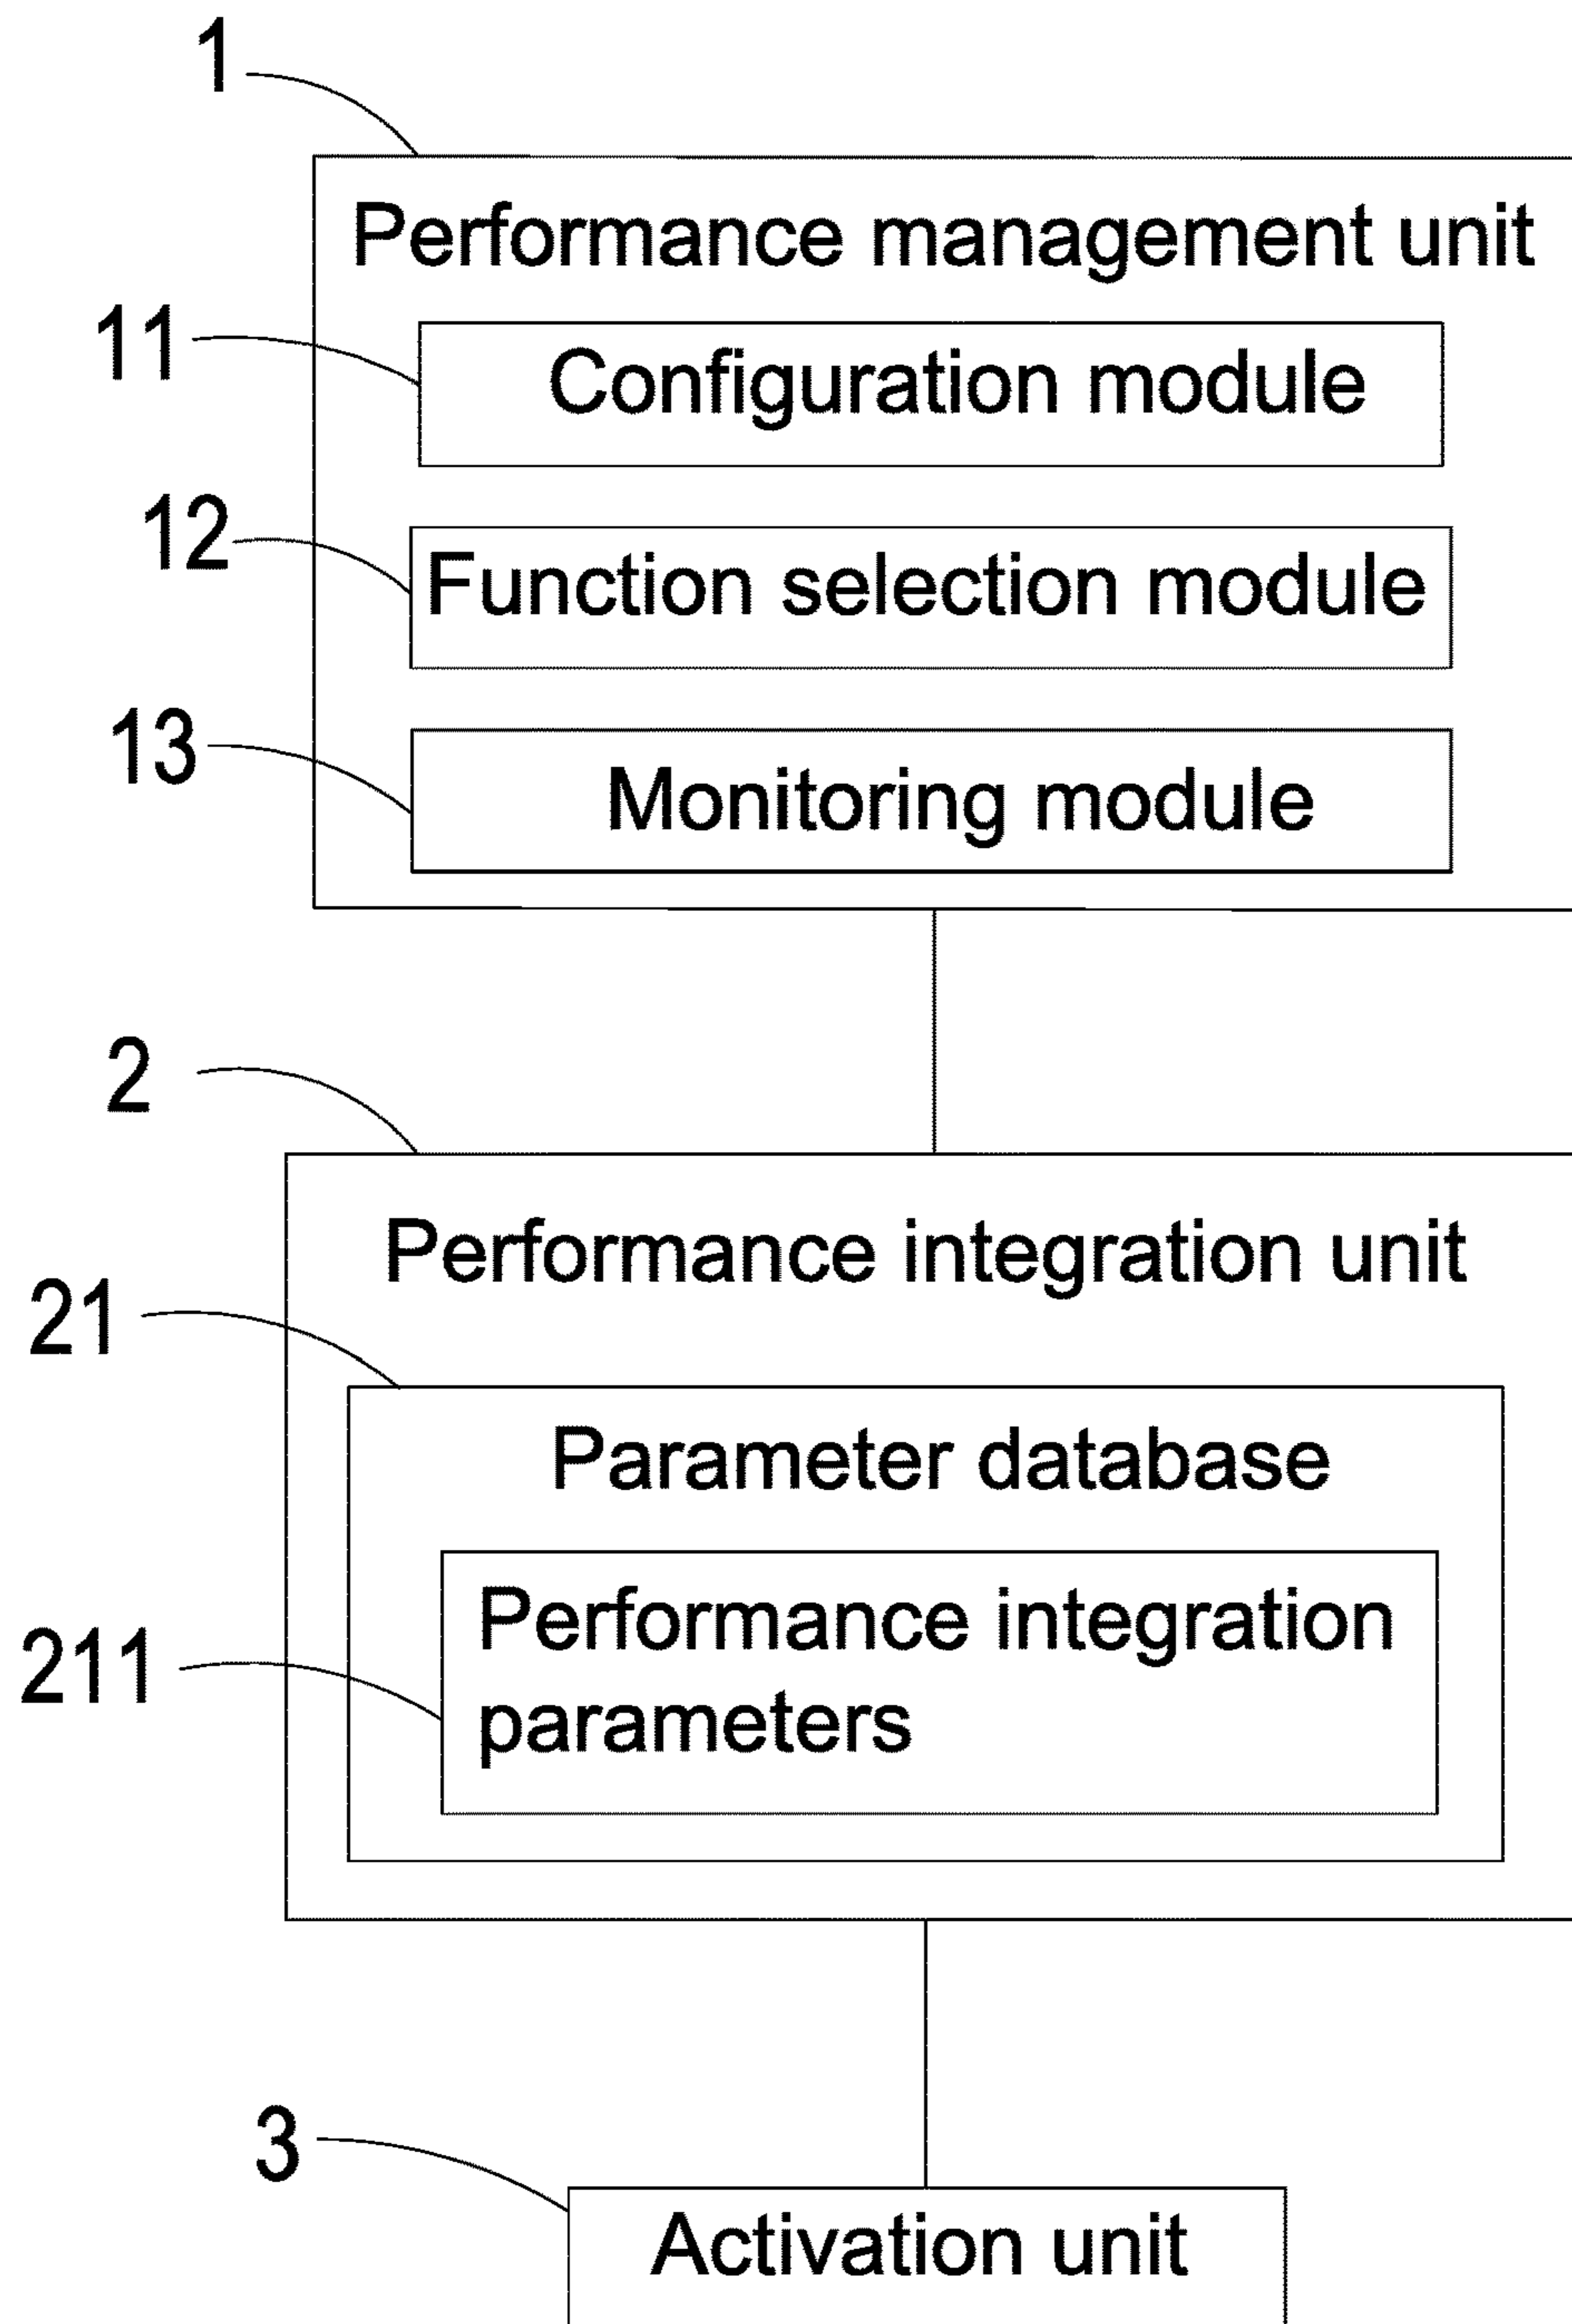 1
Performance management unit
11
Configuration module
12
Function selection module
13
Monitoring module
2
Performance integration unit
21
Parameter database
211
Performance integration
parameters
3
Activation unit